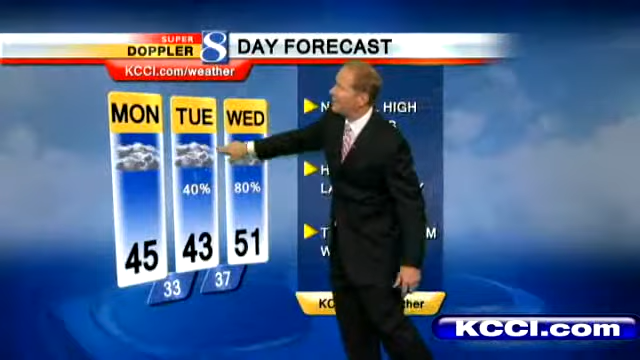 SUPER
DOPPLER 8 DAY FORECAST
KCCI.com/weather
MON TUE WED
40% 80%
45 43 51
33 37
HIGH
KCCI.com